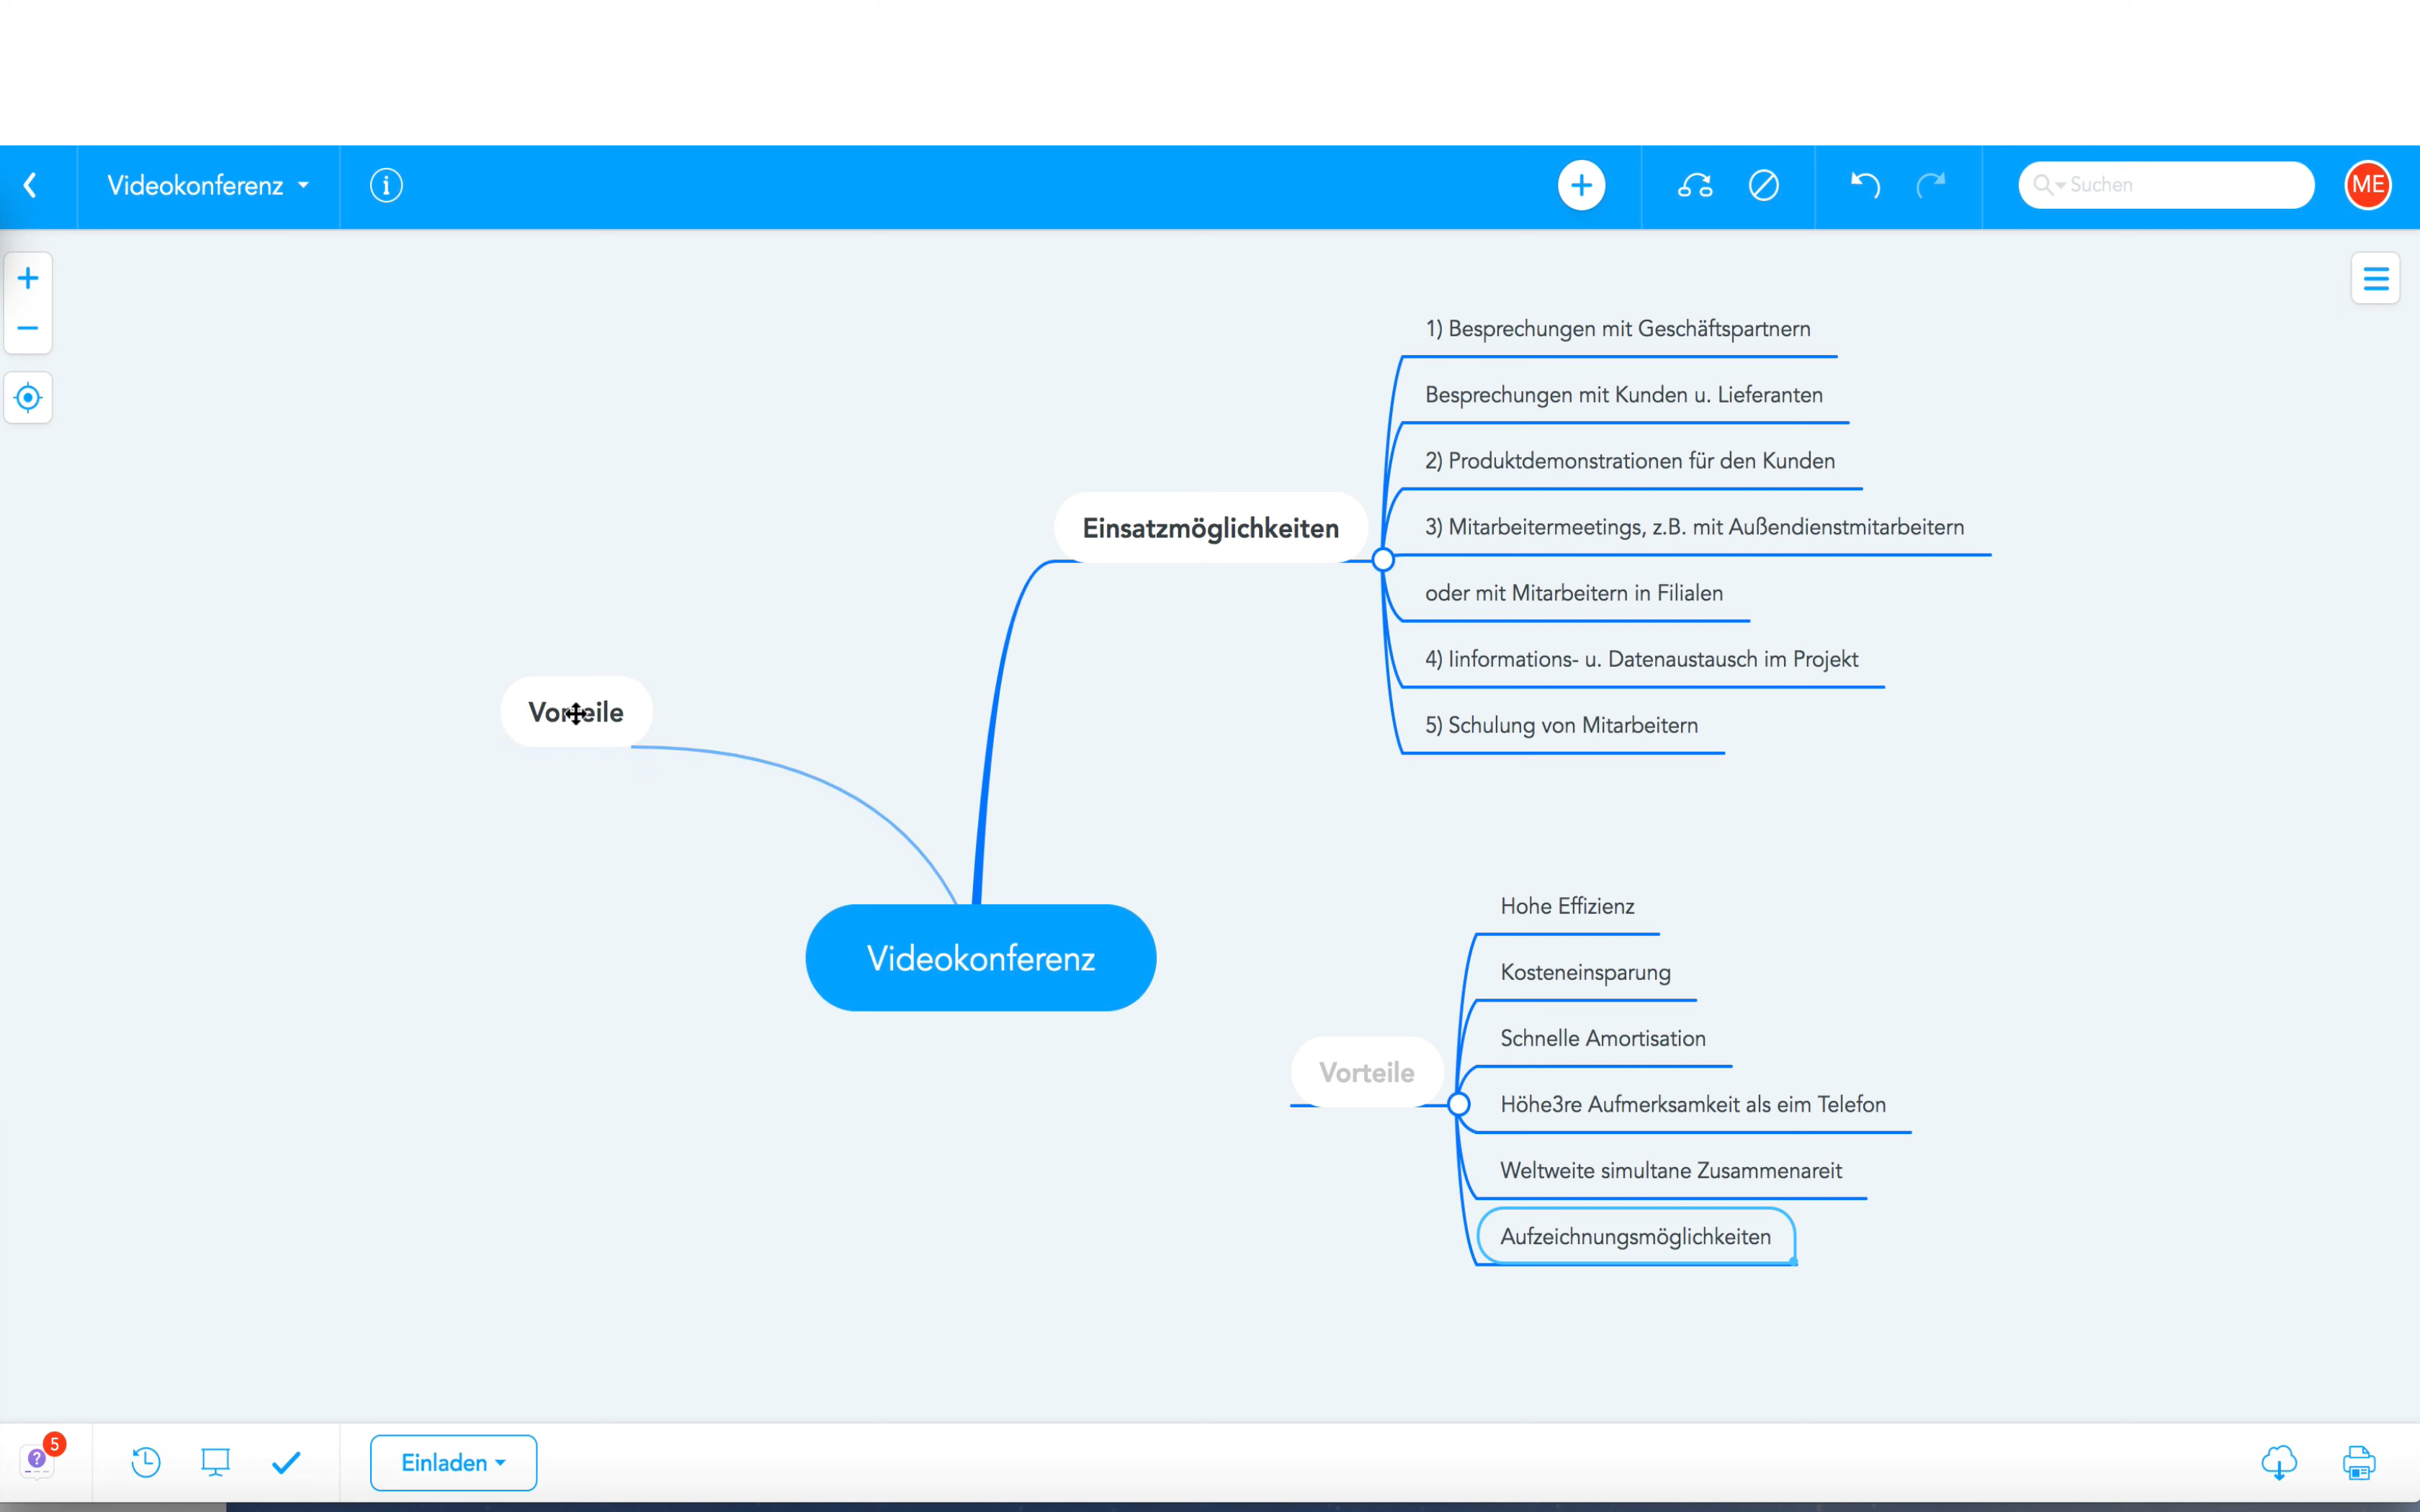 Videokonferenz
i
Suchen
ME
1) Besprechungen mit Geschäftspartnern
Besprechungen mit Kunden u. Lieferanten
2) Produktdemonstrationen für den Kunden
Einsatzmöglichkeiten
3) Mitarbeitermeetings, z.B. mit Außendienstmitarbeitern
oder mit Mitarbeitern in Filialen
4) Iinformations- u. Datenaustausch im Projekt
5) Schulung von Mitarbeitern
Vorteile
Videokonferenz
Hohe Effizienz
Kosteneinsparung
Schnelle Amortisation
Vorteile
Höhe3re Aufmerksamkeit als eim Telefon
Weltweite simultane Zusammenareit
Aufzeichnungsmöglichkeiten
5
?
Einladen